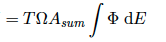 = TΩA_{sum} ∫ Φ dE